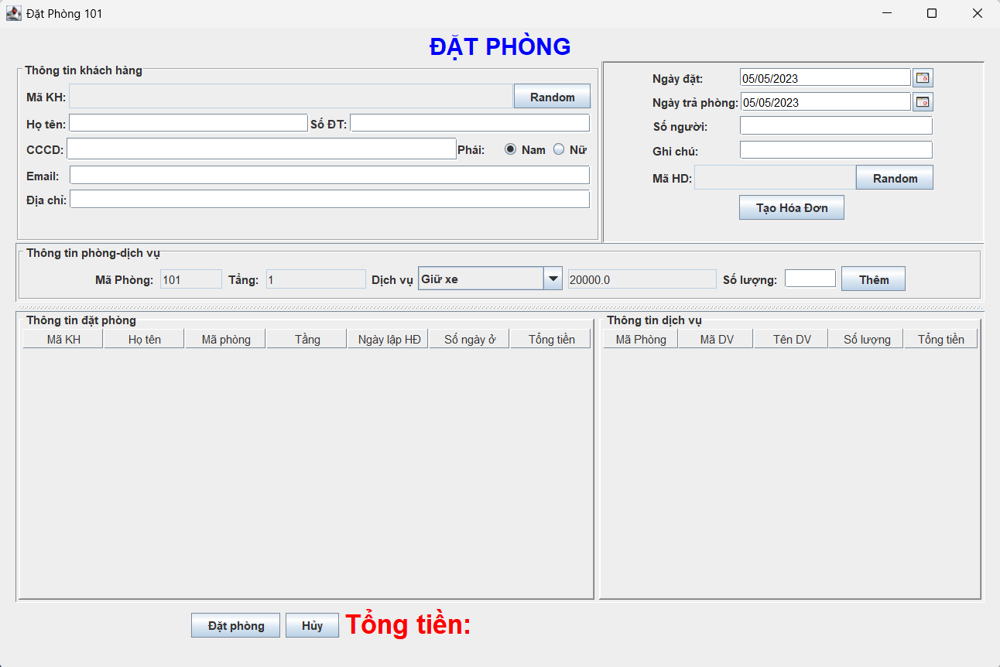 Đặt Phòng 101
ĐẶT PHÒNG
Thông tin khách hàng
Mã KH: Random
Họ tên: Số ĐT:
CCCD: Phái: Nam Nữ
Email:
Địa chỉ:
Ngày đặt: 05/05/2023
Ngày trả phòng: 05/05/2023
Số người:
Ghi chú:
Mã HD: Random
Tạo Hóa Đơn
Thông tin phòng-dịch vụ
Mã Phòng: 101 Tầng: 1 Dịch vụ Giữ xe 20000.0 Số lượng: Thêm
Thông tin đặt phòng
Mã KH Họ tên Mã phòng Tầng Ngày lập HĐ Số ngày ở Tổng tiền
Thông tin dịch vụ
Mã Phòng Mã DV Tên DV Số lượng Tổng tiền
Đặt phòng Hủy Tổng tiền: